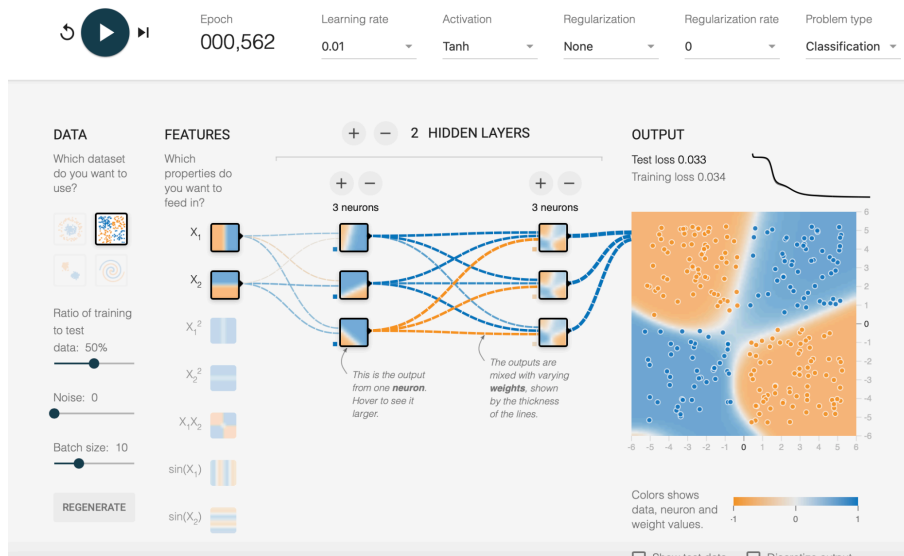 Epoch
000,562
Learning rate
0.01
Activation
Tanh
Regularization
None
Regularization rate
0
Problem type
Classification
DATA
Which dataset
do you want to
use?
Ratio of training
to test
data: 50%
Noise: 0
Batch size: 10
REGENERATE
FEATURES
Which
properties do
you want to
feed in?
X₁
X₂
X₁²
X₂²
X₁X₂
sin(X₁)
sin(X₂)
+ − 2 HIDDEN LAYERS
+ −
3 neurons
+ −
3 neurons
This is the output
from one neuron.
Hover to see it
larger.
The outputs are
mixed with varying
weights, shown
by the thickness
of the lines.
OUTPUT
Test loss 0.033
Training loss 0.034
6
5
4
3
2
1
0
-1
-2
-3
-4
-5
-6
-6 -5 -4 -3 -2 -1 0 1 2 3 4 5 6
Colors shows
data, neuron and
weight values.
-1 0 1
Show test data
Discretize output